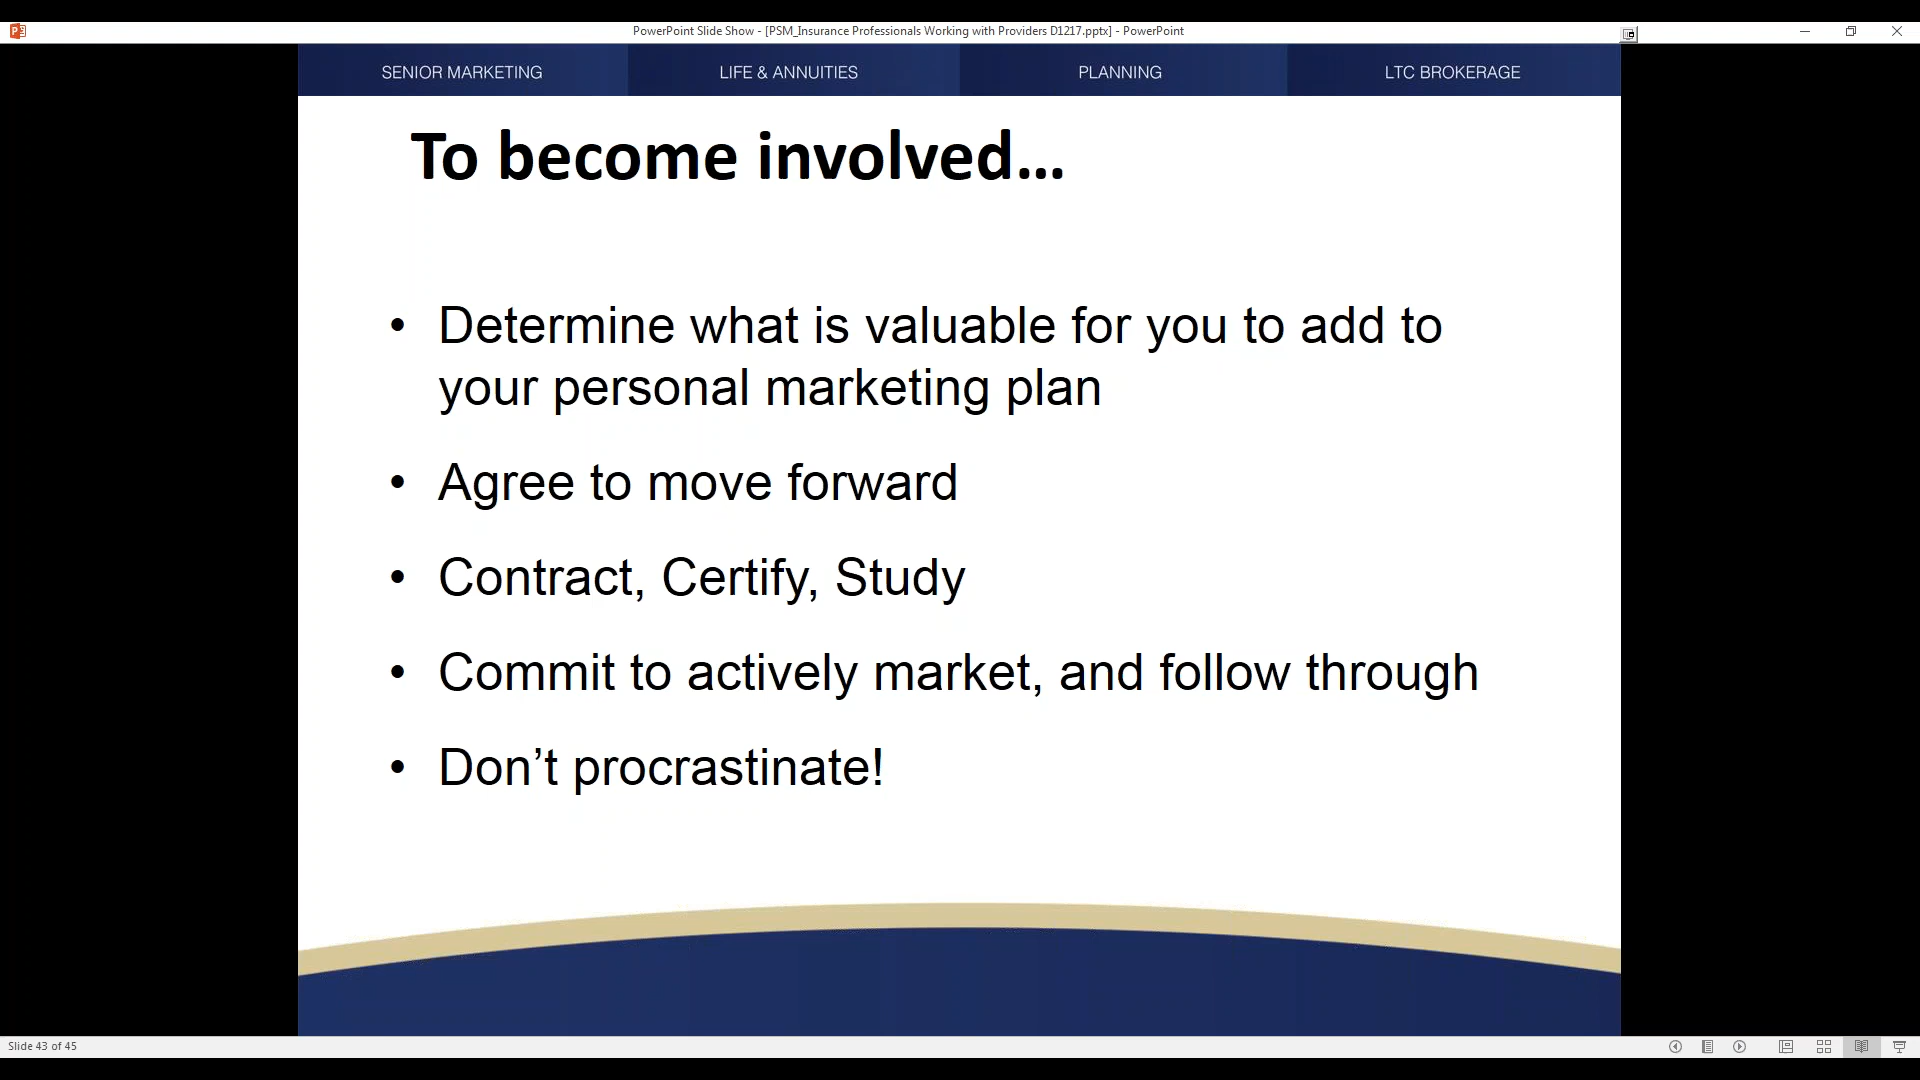 PowerPoint Slide Show - [PSM_Insurance Professionals Working with Providers D1217.pptx] - PowerPoint
SENIOR MARKETING
LIFE & ANNUITIES
PLANNING
LTC BROKERAGE
To become involved...
• Determine what is valuable for you to add to
your personal marketing plan
• Agree to move forward
• Contract, Certify, Study
• Commit to actively market, and follow through
• Don’t procrastinate!
Slide 43 of 45